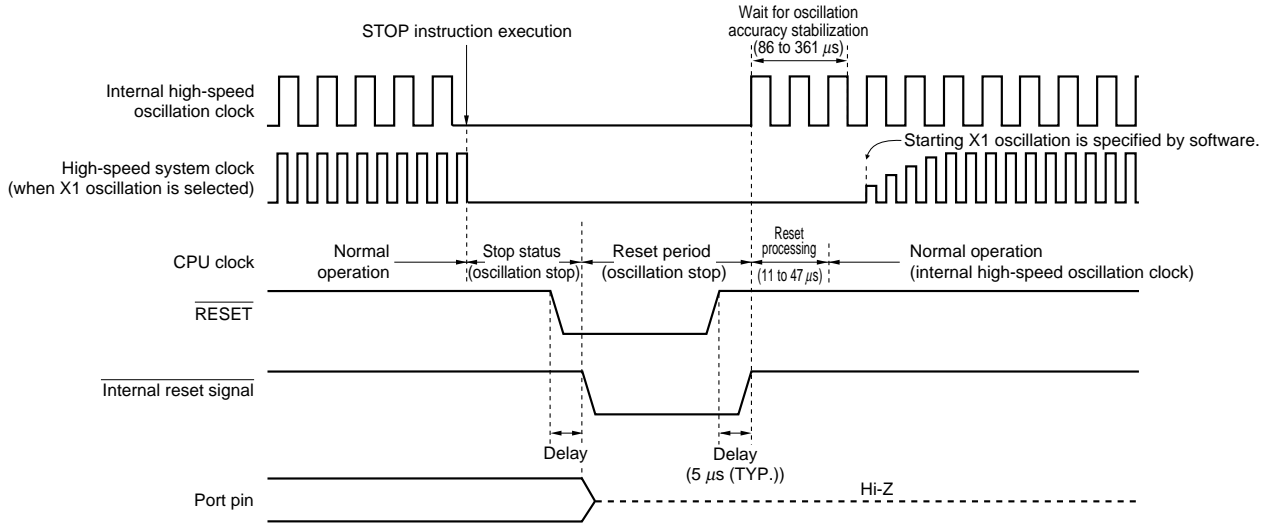 Wait for oscillation
accuracy stabilization
(86 to 361 μs)
STOP instruction execution
Internal high-speed
oscillation clock
Starting X1 oscillation is specified by software.
High-speed system clock
(when X1 oscillation is selected)
CPU clock
Normal
operation
Stop status
(oscillation stop)
Reset period
(oscillation stop)
Reset
processing
(11 to 47 μs)
Normal operation
(internal high-speed oscillation clock)
RESET
Internal reset signal
Delay
Delay
(5 μs (TYP.))
Port pin
Hi-Z